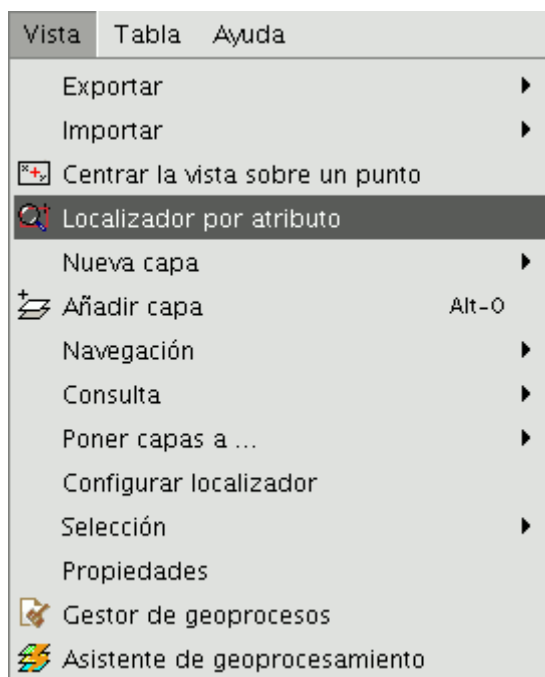 Vista Tabla Ayuda
Exportar
Importar
Centrar la vista sobre un punto
Localizador por atributo
Nueva capa
Añadir capa Alt-O
Navegación
Consulta
Poner capas a ...
Configurar localizador
Selección
Propiedades
Gestor de geoprocesos
Asistente de geoprocesamiento